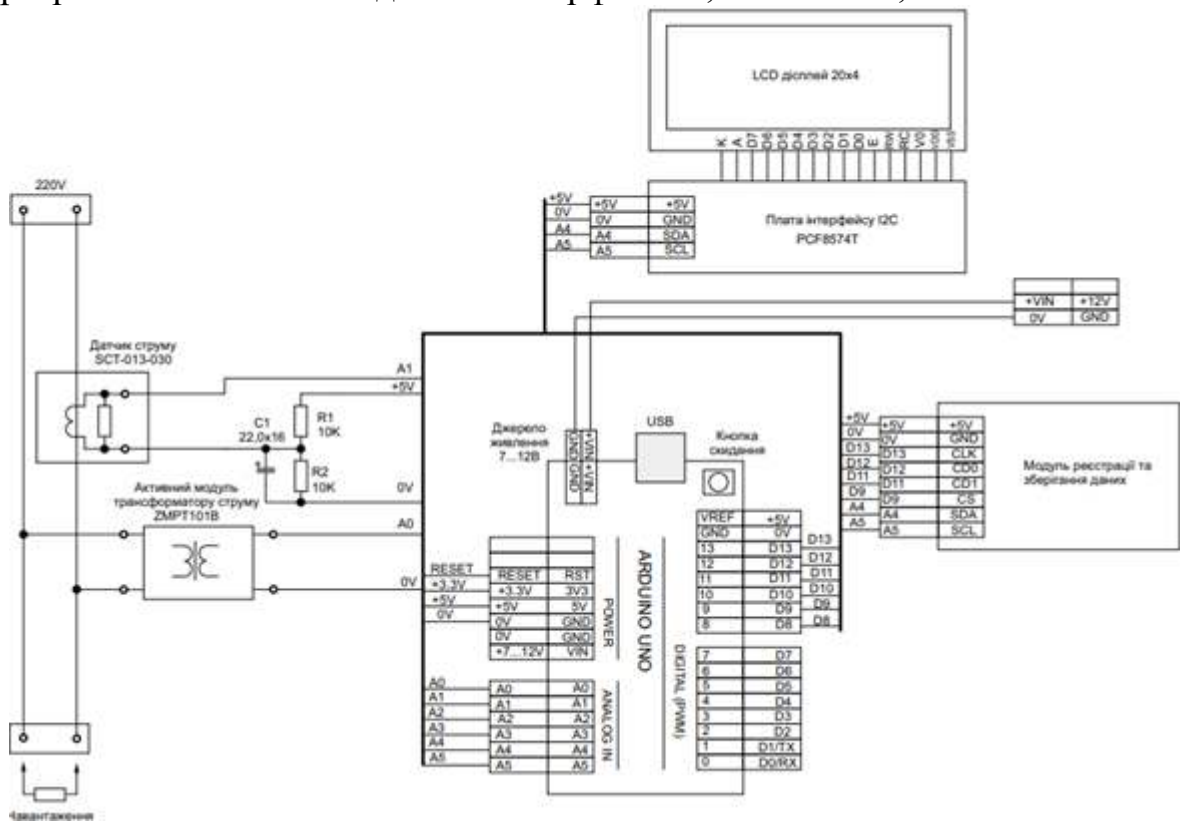 LCD дісплей 20x4
K A D7 D6 D5 D4 D3 D2 D1 D0 E RW RC V0 VDD VSS
Плата інтерфейсу I2C
PCF8574T
+5V +5V +5V
0V 0V GND
A4 A4 SDA
A5 A5 SCL
+VIN +12V
0V GND
220V
Датчик струму
SCT-013-030
A1
+5V
C1
22,0x16
R1
10K
R2
10K
0V
Активний модуль
трансформатору струму
ZMPT101B
A0
0V
Навантаження
Джерело
живлення
7...12В
GND GND
+VIN +VIN
USB
Кнопка
скидання
ARDUINO UNO
POWER
RESET RESET RST
+3.3V +3.3V 3V3
+5V +5V 5V
0V 0V GND
0V GND
+7...12V VIN
ANALOG IN
A0 A0 A0
A1 A1 A1
A2 A2 A2
A3 A3 A3
A4 A4 A4
A5 A5 A5
VREF +5V
GND 0V
13 D13 D13
12 D12 D12
11 D11 D11
10 D10 D10
9 D9 D9
8 D8 D8
DIGITAL (PWM)
7 D7
6 D6
5 D5
4 D4
3 D3
2 D2
1 D1/TX
0 D0/RX
+5V +5V +5V
0V 0V GND
D13 D13 CLK
D12 D12 CD0
D11 D11 CD1
D9 D9 CS
A4 A4 SDA
A5 A5 SCL
Модуль реєстрації та
зберігання даних